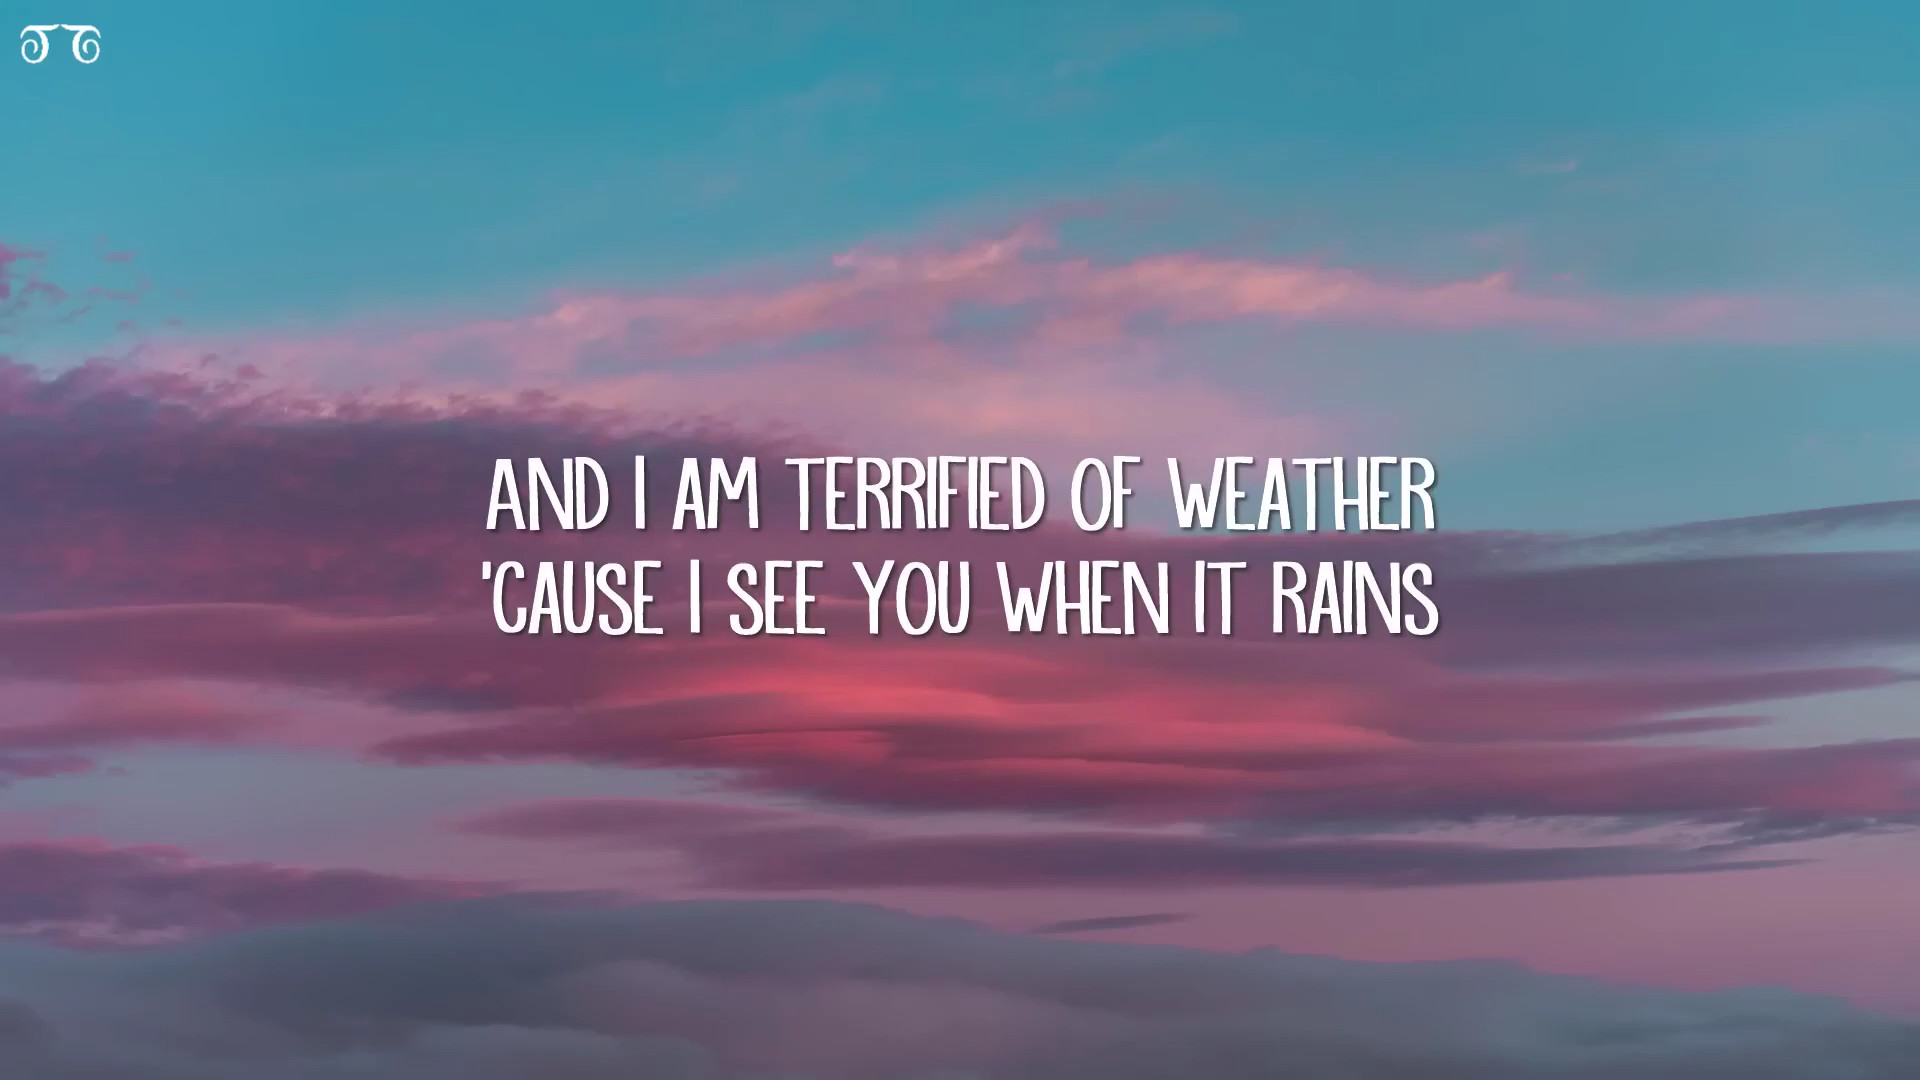 AND I AM TERRIFIED OF WEATHER
'CAUSE I SEE YOU WHEN IT RAINS